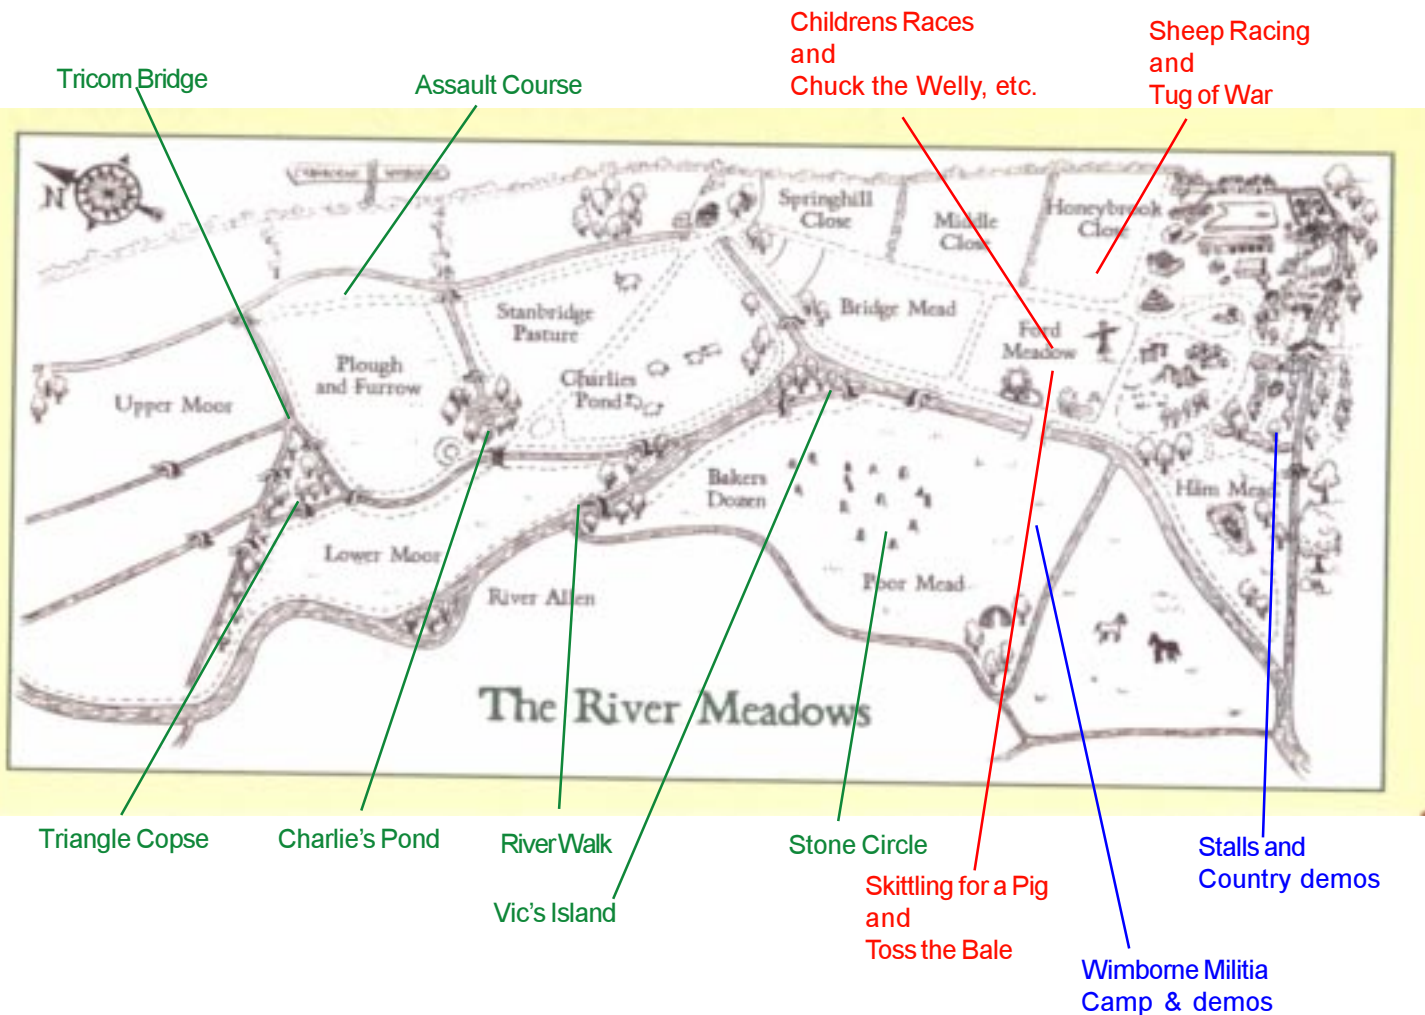 Childrens Races
and
Chuck the Welly, etc.
Sheep Racing
and
Tug of War
Tricorn Bridge
Assault Course
N
Springhill
Close
Middle
Close
Honeybrook
Close
Stanbridge
Pasture
Bridge Mead
Ford
Meadow
Plough
and Furrow
Charlies
Pond
Upper Moor
Bakers
Dozen
Ham Mead
Lower Moor
Poor Mead
River Allen
The River Meadows
Triangle Copse
Charlie's Pond
River Walk
Stone Circle
Stalls and
Country demos
Skittling for a Pig
and
Toss the Bale
Vic's Island
Wimborne Militia
Camp & demos